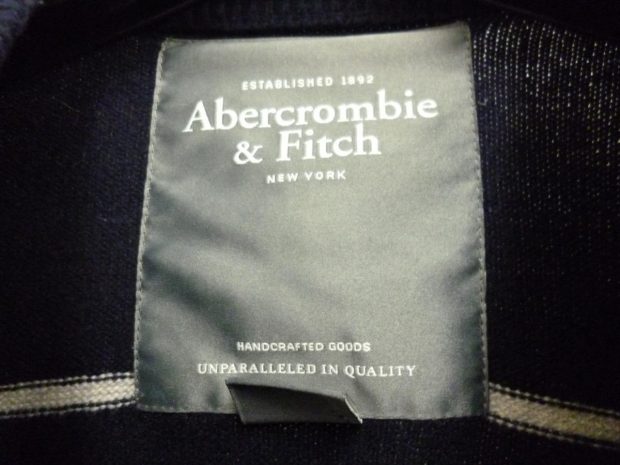 ESTABLISHED 1892
Abercrombie
& Fitch
NEW YORK
HANDCRAFTED GOODS
UNPARALLELED IN QUALITY